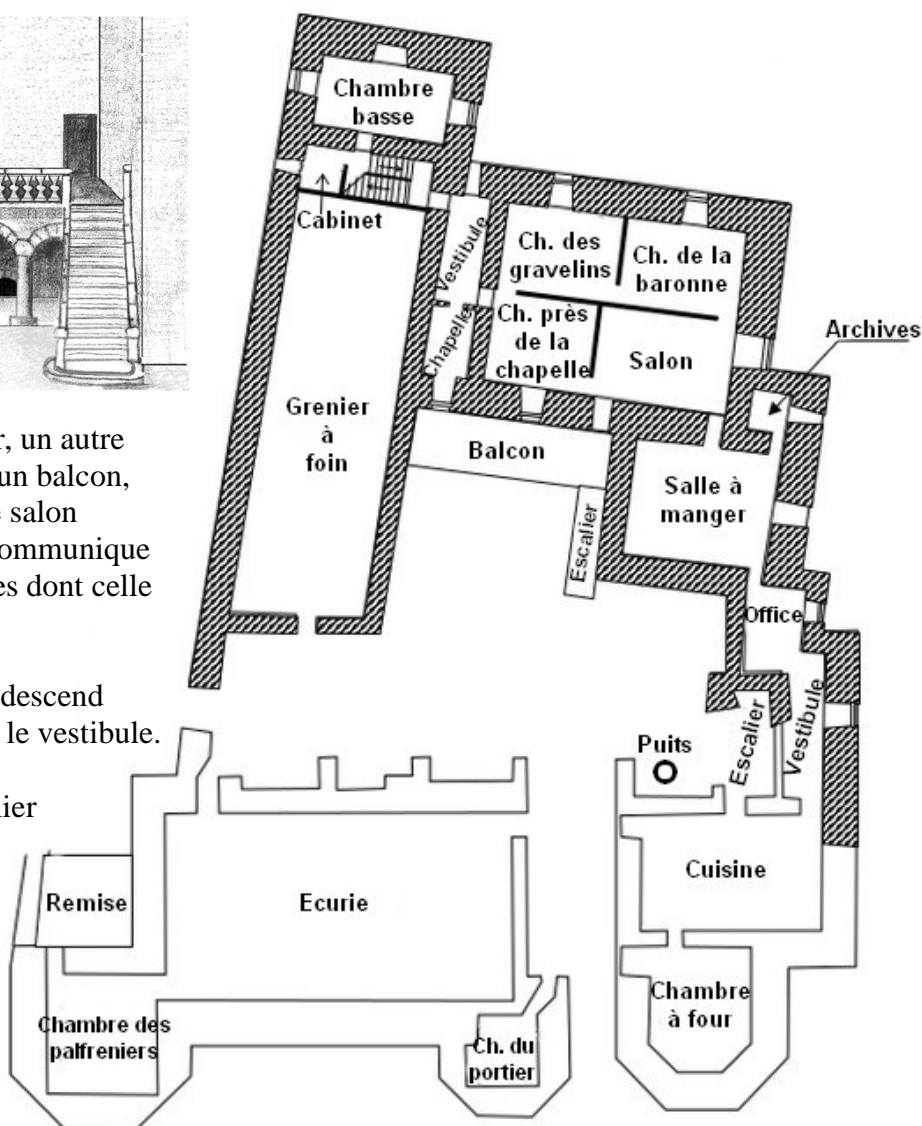 r, un autre
un balcon,
salon
ommunique
es dont celle
descend
le vestibule.
ier
Chambre
basse
Cabinet
Vestibule
Ch. des
gravelins
Ch. de la
baronne
Chapelle
Ch. près
de la
chapelle
Salon
Archives
Grenier
à
foin
Balcon
Escalier
Salle à
manger
Office
Vestibule
Escalier
Puits
Remise
Ecurie
Cuisine
Chambre des
palfreniers
Ch. du
portier
Chambre
à four